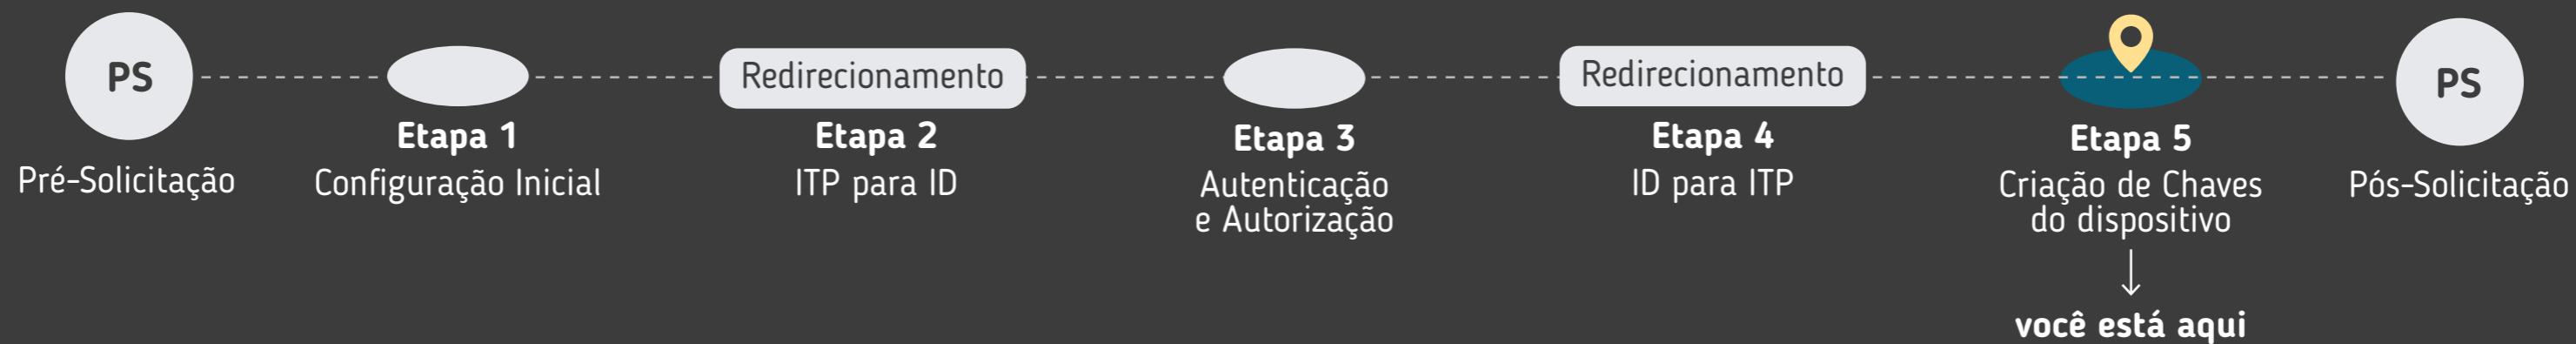 PS
Pré-Solicitação
Etapa 1
Configuração Inicial
Redirecionamento
Etapa 2
ITP para ID
Etapa 3
Autenticação
e Autorização
Redirecionamento
Etapa 4
ID para ITP
Etapa 5
Criação de Chaves
do dispositivo
você está aqui
PS
Pós-Solicitação